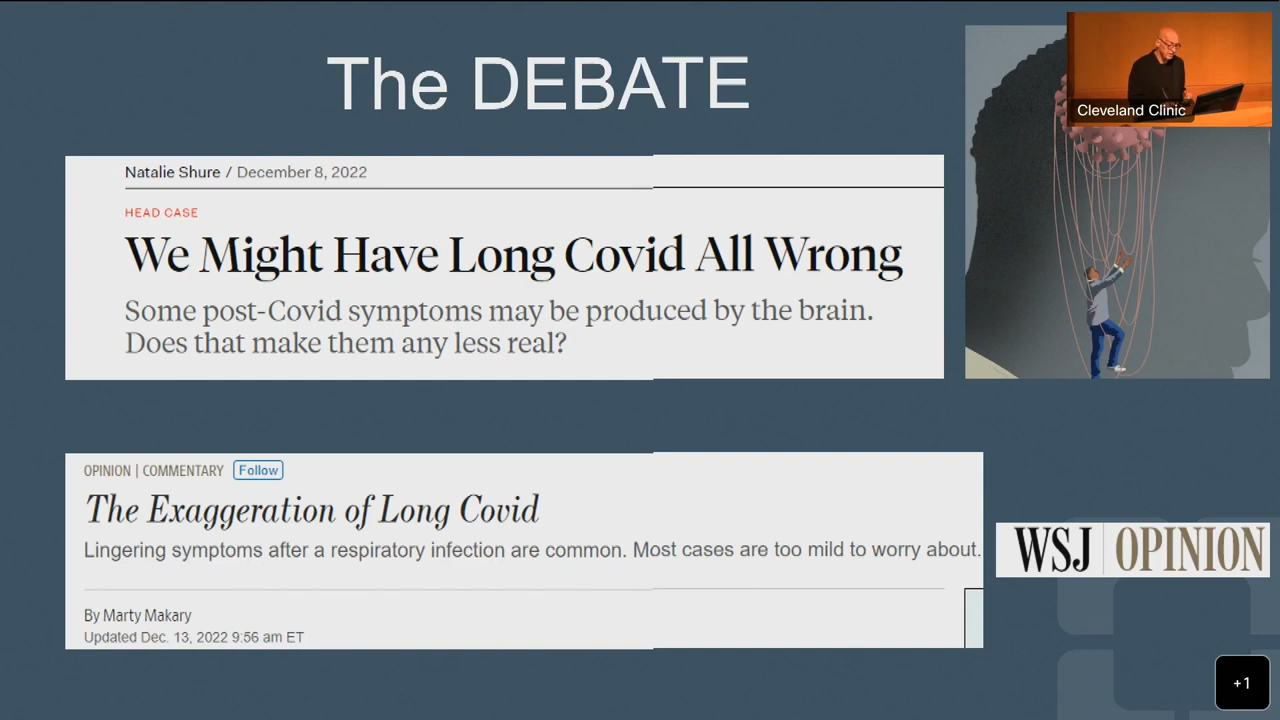 The DEBATE
Cleveland Clinic
Natalie Shure / December 8, 2022
HEAD CASE
We Might Have Long Covid All Wrong
Some post-Covid symptoms may be produced by the brain.
Does that make them any less real?
OPINION | COMMENTARY Follow
The Exaggeration of Long Covid
Lingering symptoms after a respiratory infection are common. Most cases are too mild to worry about.
WSJ OPINION
By Marty Makary
Updated Dec. 13, 2022 9:56 am ET
+1